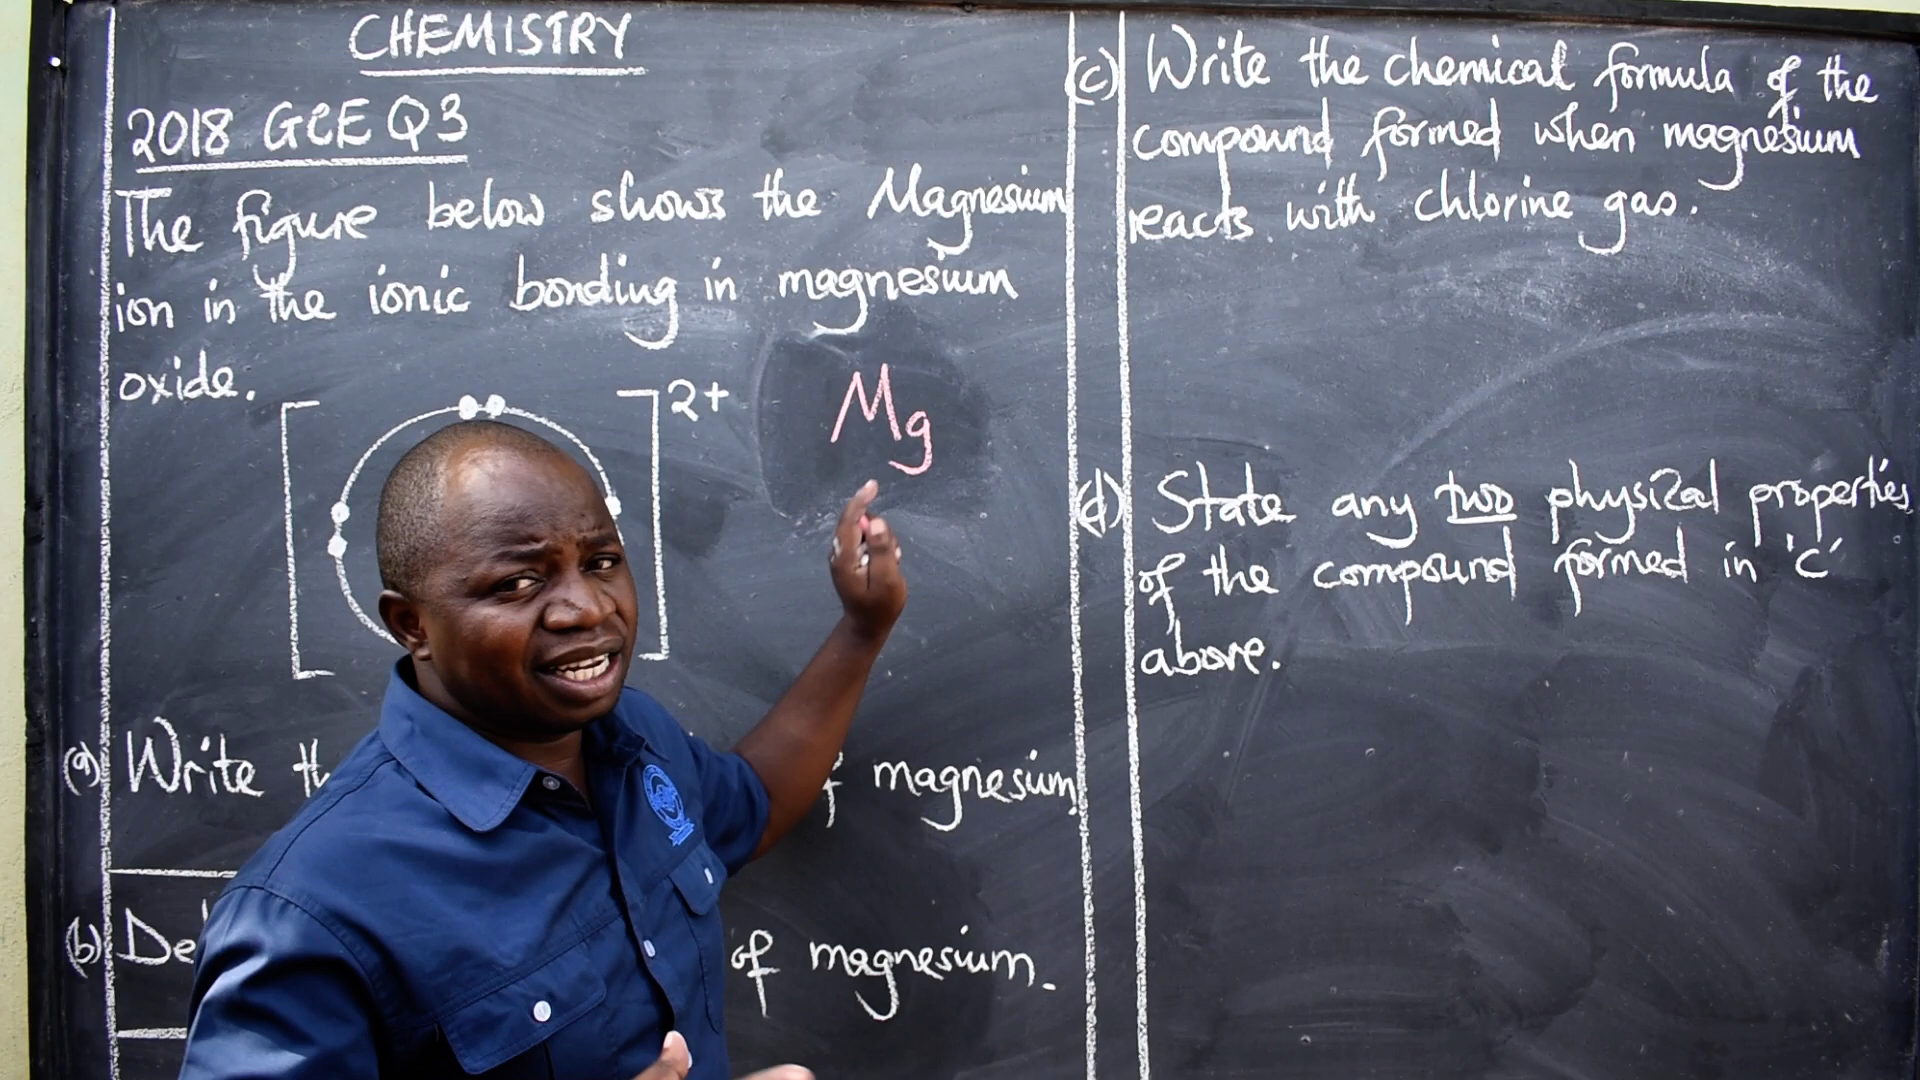 CHEMISTRY
2018 GCE Q3
The figure below shows the Magnesium
ion in the ionic bonding in magnesium
oxide.
2+
Mg
(a) Write magnesium
(b) of magnesium.
(c) Write the chemical formula of the
compound formed when magnesium
reacts with chlorine gas.
(d) State any two physical properties
of the compound formed in 'c'
above.